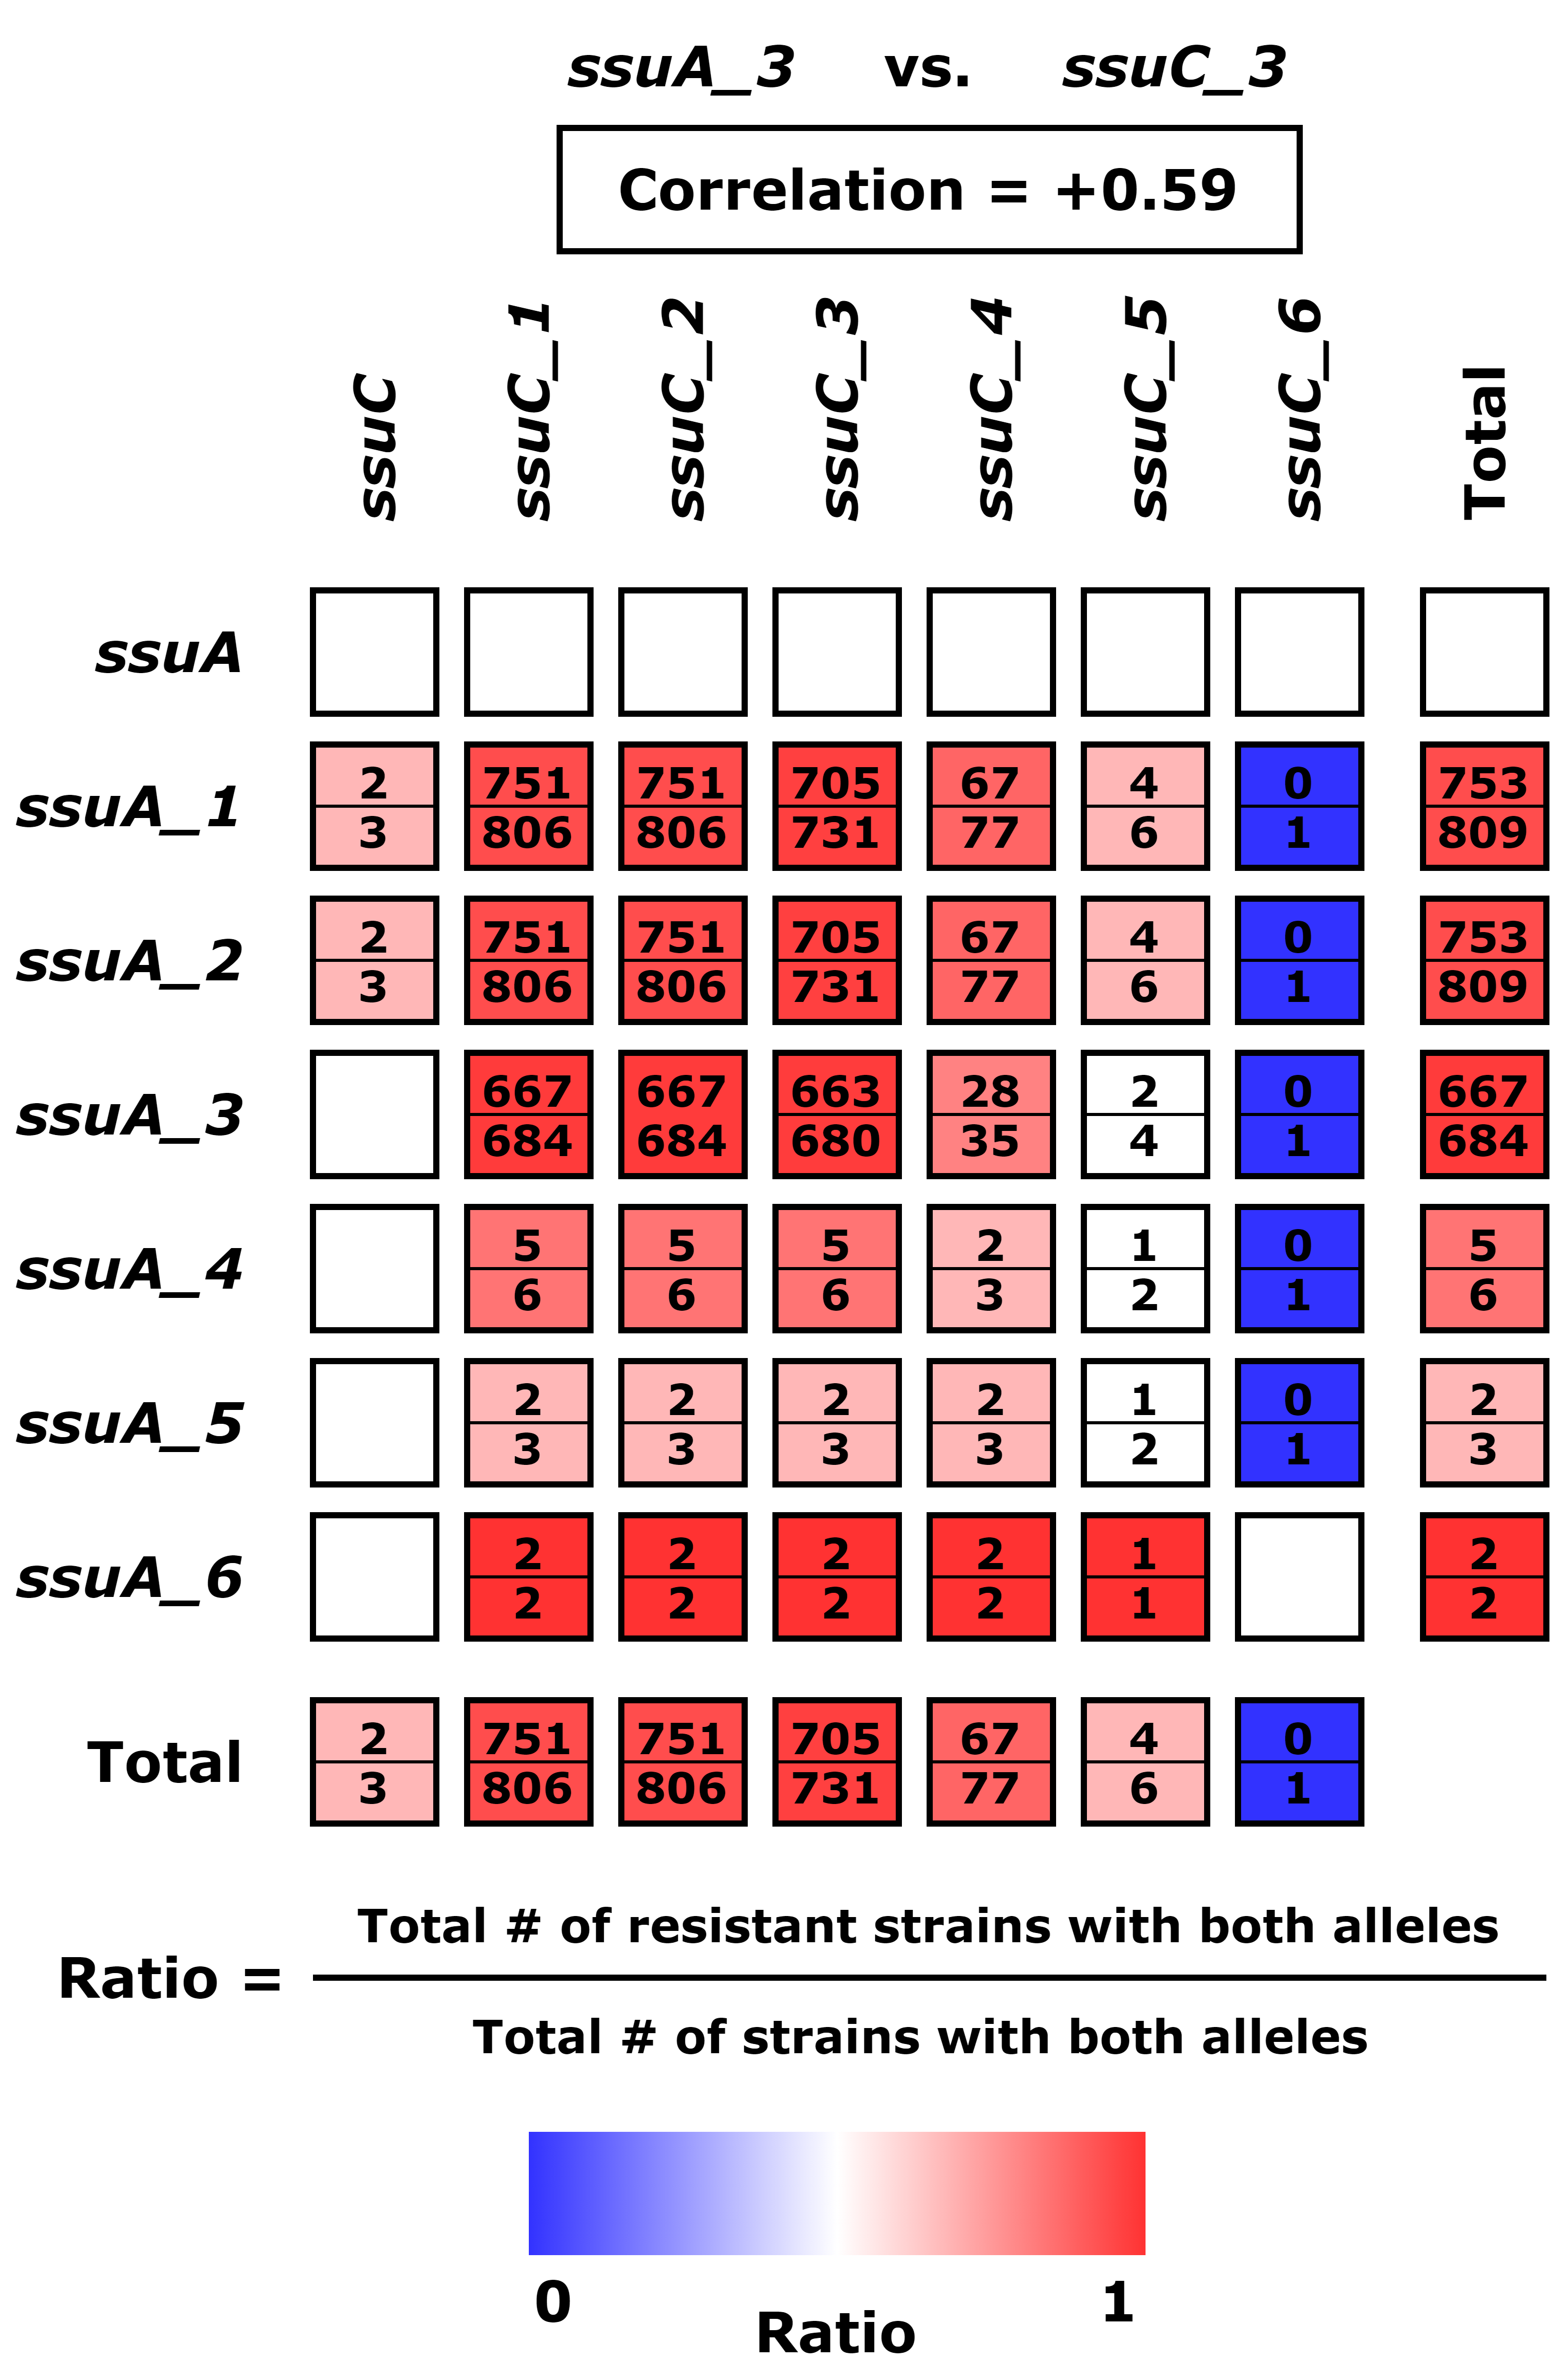 ssuA_3 vs. ssuC_3
Correlation = +0.59
ssuC ssuC_1 ssuC_2 ssuC_3 ssuC_4 ssuC_5 ssuC_6 Total
ssuA
2 751 751 705 67 4 0 753
ssuA_1
3 806 806 731 77 6 1 809
2 751 751 705 67 4 0 753
ssuA_2
3 806 806 731 77 6 1 809
667 667 663 28 2 0 667
ssuA_3
684 684 680 35 4 1 684
5 5 5 2 1 0 5
ssuA_4
6 6 6 3 2 1 6
2 2 2 2 1 0 2
ssuA_5
3 3 3 3 2 1 3
2 2 2 2 1 2
ssuA_6
2 2 2 2 1 2
2 751 751 705 67 4 0
Total
3 806 806 731 77 6 1
Total # of resistant strains with both alleles
Ratio =
Total # of strains with both alleles
0 1
Ratio